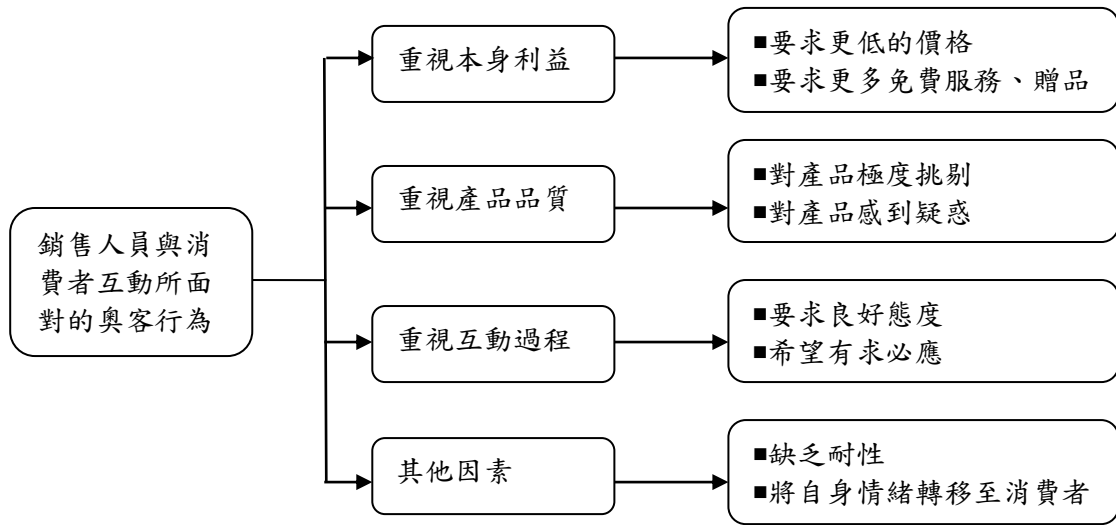 銷售人員與消
費者互動所面
對的奧客行為
重視本身利益
■要求更低的價格
■要求更多免費服務、贈品
重視產品品質
■對產品極度挑剔
■對產品感到疑惑
重視互動過程
■要求良好態度
■希望有求必應
其他因素
■缺乏耐性
■將自身情緒轉移至消費者